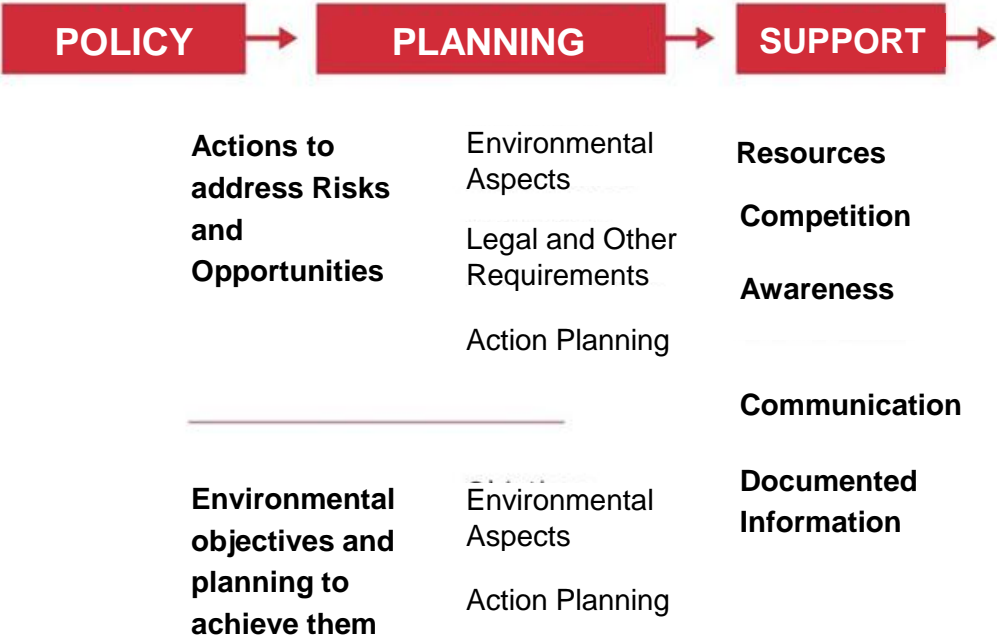 POLICY
PLANNING
SUPPORT
Actions to
address Risks
and
Opportunities
Environmental
Aspects
Legal and Other
Requirements
Action Planning
Environmental
objectives and
planning to
achieve them
Environmental
Aspects
Action Planning
Resources
Competition
Awareness
Communication
Documented
Information